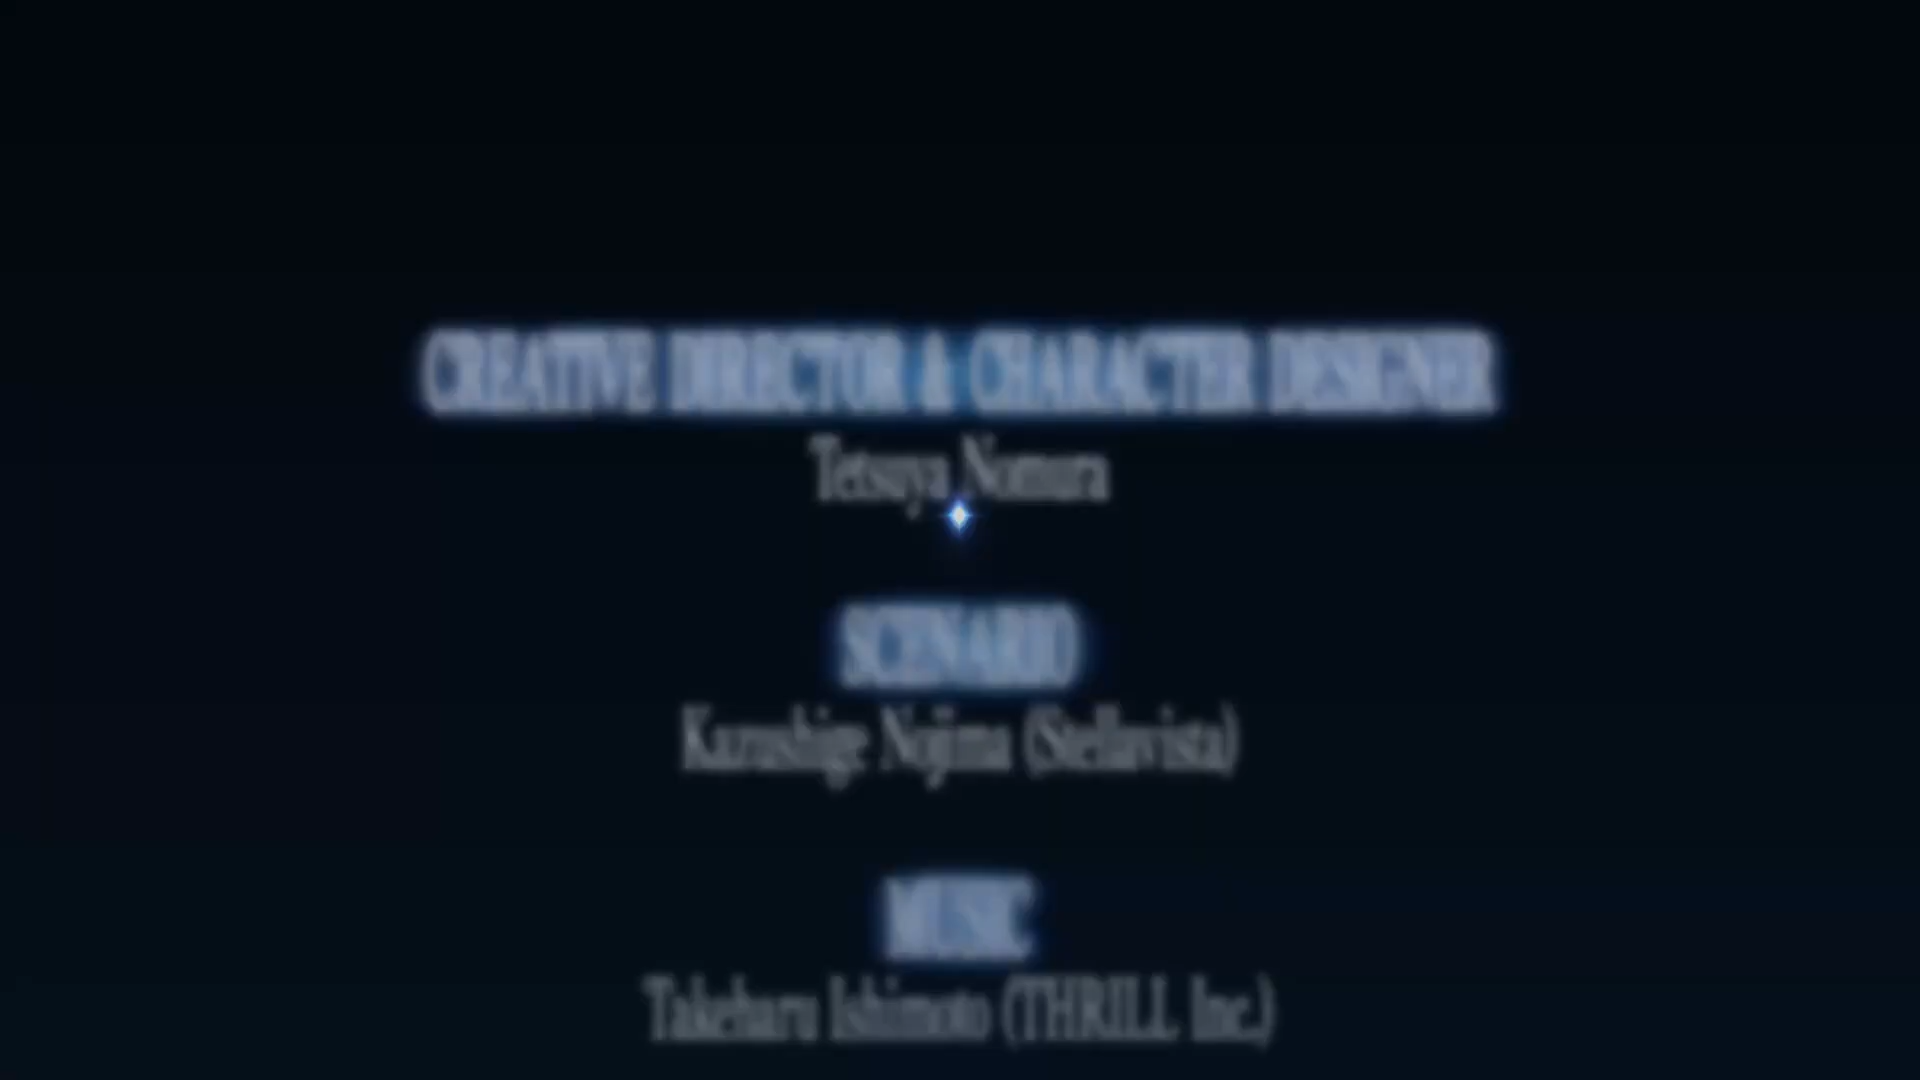 CREATIVE DIRECTOR & CHARACTER DESIGNER
Tetsuya Nomura
SCENARIO
Kazushige Nojima (Stellavista)
MUSIC
Takeharu Ishimoto (THRILL Inc.)